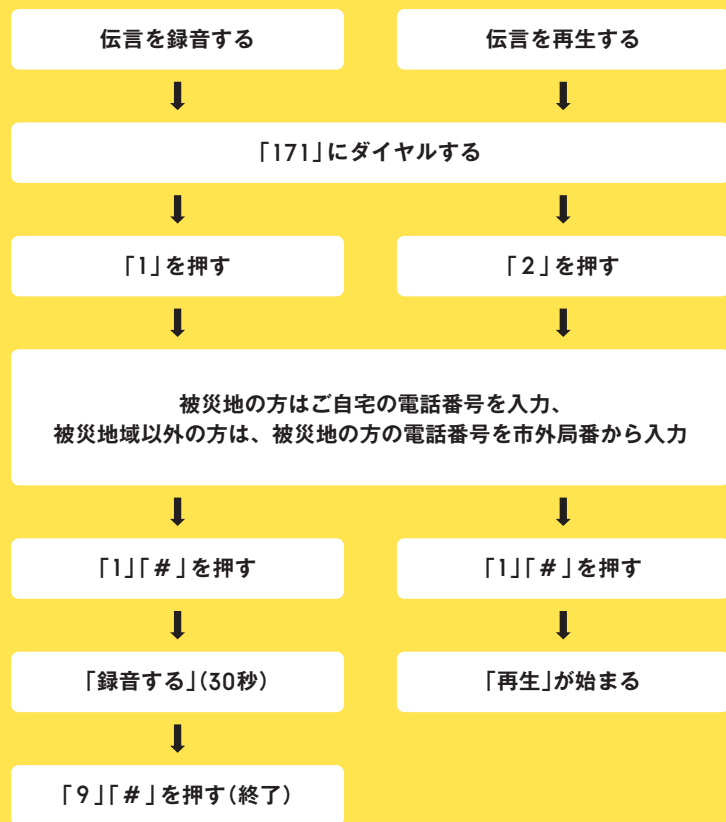 伝言を録音する
伝言を再生する
「171」にダイヤルする
「1」を押す
「2」を押す
被災地の方はご自宅の電話番号を入力、
被災地域以外の方は、被災地の方の電話番号を市外局番から入力
「1」「#」を押す
「1」「#」を押す
「録音する」(30秒)
「再生」が始まる
「9」「#」を押す(終了)